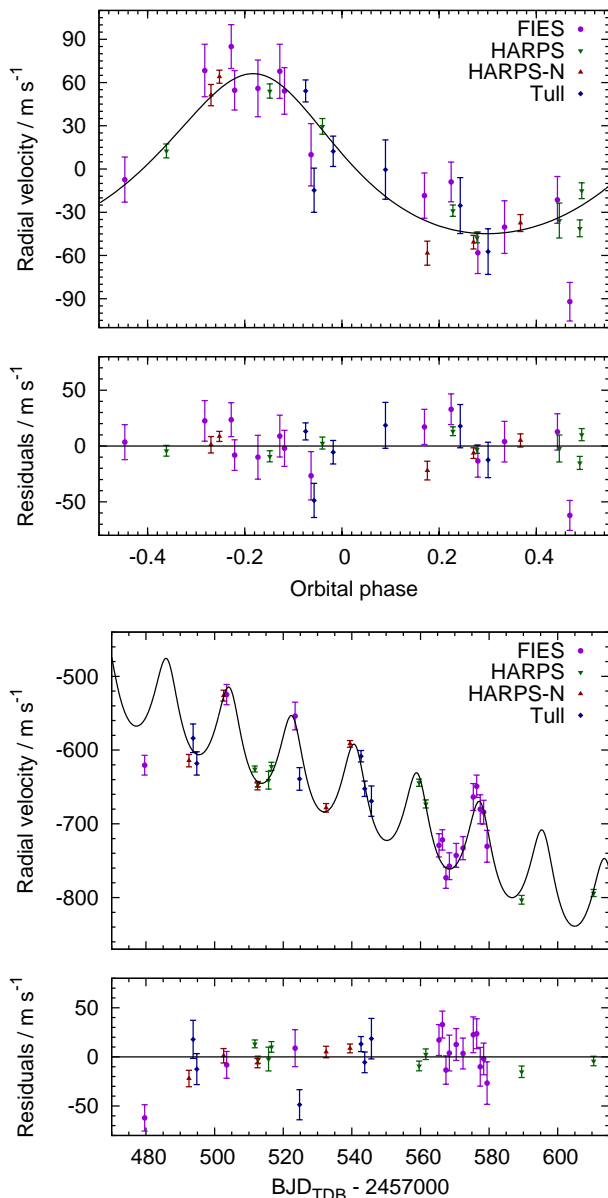 FIES
HARPS
HARPS-N
Tull
Radial velocity / m s⁻¹
90
60
30
0
-30
-60
-90
Residuals / m s⁻¹
50
0
-50
-0.4
-0.2
0
0.2
0.4
Orbital phase
FIES
HARPS
HARPS-N
Tull
Radial velocity / m s⁻¹
-500
-600
-700
-800
Residuals / m s⁻¹
50
0
-50
480
500
520
540
560
580
600
BJD_TDB - 2457000